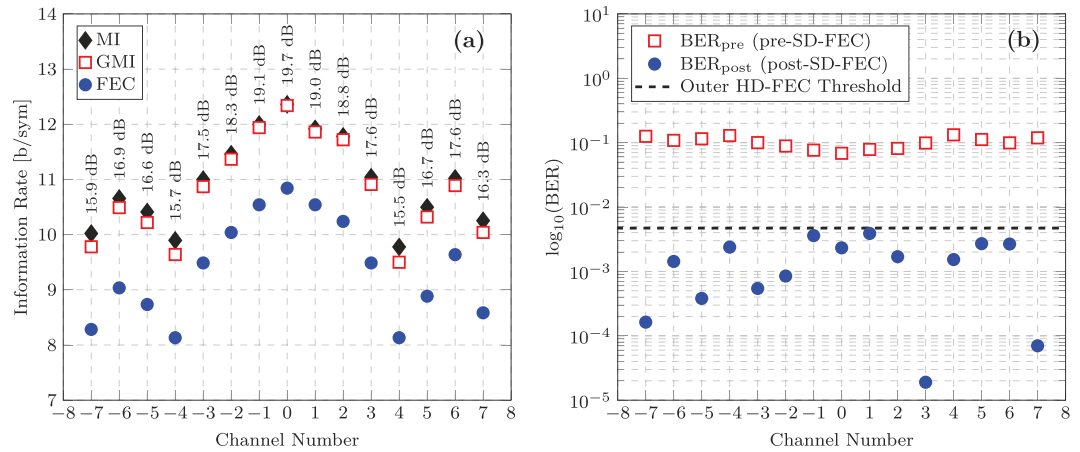 14
13
12
11
10
9
8
7
Information Rate [b/sym]
MI
GMI
FEC
(a)
15.9 dB
16.9 dB
16.6 dB
15.7 dB
17.5 dB
18.3 dB
19.1 dB
19.7 dB
19.0 dB
18.8 dB
17.6 dB
15.5 dB
16.7 dB
17.6 dB
16.3 dB
−8 −7 −6 −5 −4 −3 −2 −1 0 1 2 3 4 5 6 7 8
Channel Number
10^1
10^0
10^−1
10^−2
10^−3
10^−4
10^−5
log₁₀(BER)
BER_pre (pre-SD-FEC)
BER_post (post-SD-FEC)
Outer HD-FEC Threshold
(b)
−8 −7 −6 −5 −4 −3 −2 −1 0 1 2 3 4 5 6 7 8
Channel Number